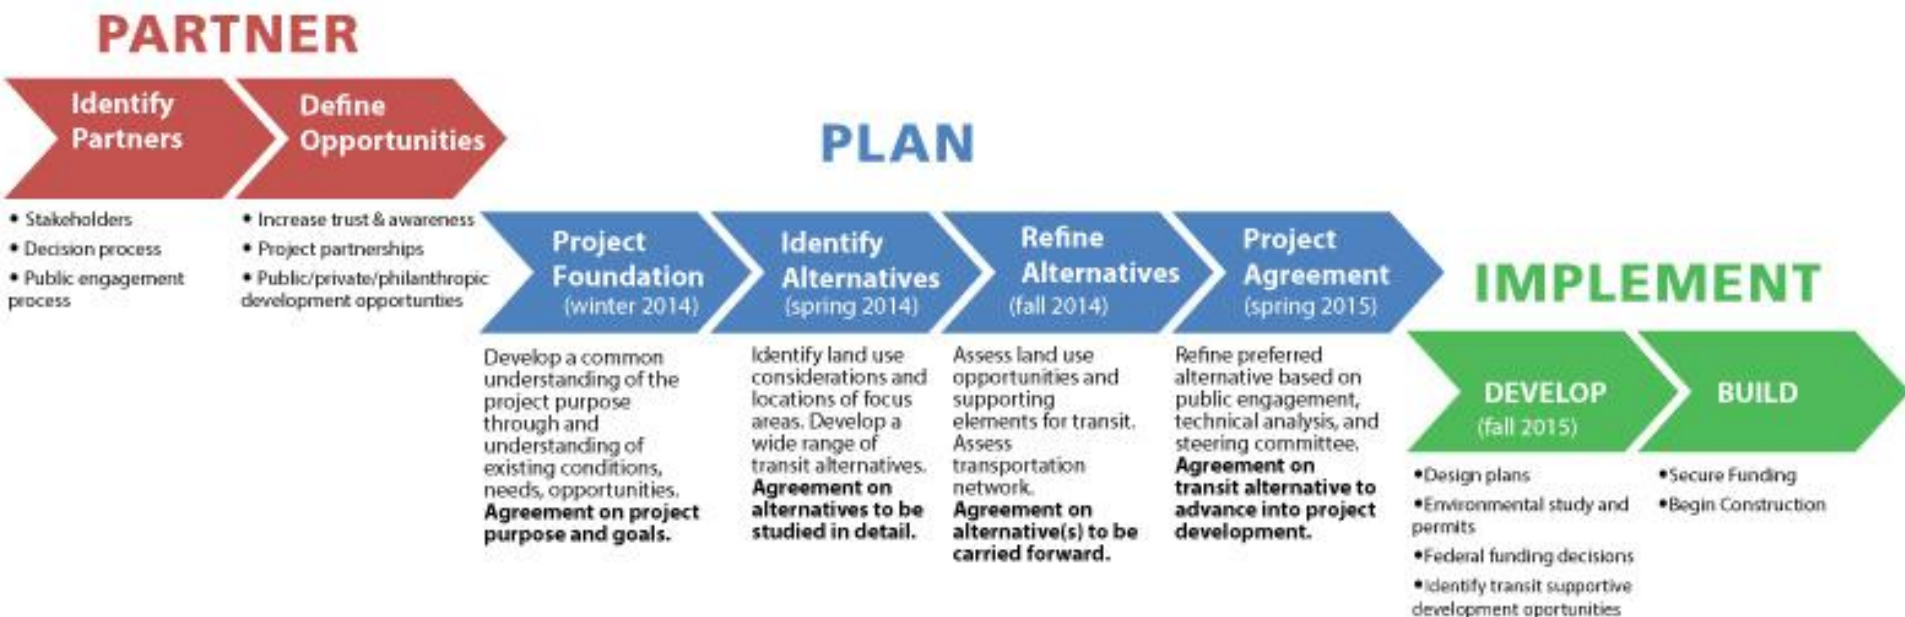 PARTNER
Identify
Partners
Define
Opportunities
• Stakeholders
• Decision process
• Public engagement
process
• Increase trust & awareness
• Project partnerships
• Public/private/philanthropic
development opportunties
PLAN
Project
Foundation
(winter 2014)
Develop a common
understanding of the
project purpose
through and
understanding of
existing conditions,
needs, opportunities.
Agreement on project
purpose and goals.
Identify
Alternatives
(spring 2014)
Identify land use
considerations and
locations of focus
areas. Develop a
wide range of
transit alternatives.
Agreement on
alternatives to be
studied in detail.
Refine
Alternatives
(fall 2014)
Assess land use
opportunities and
supporting
elements for transit.
Assess
transportation
network.
Agreement on
alternative(s) to be
carried forward.
Project
Agreement
(spring 2015)
Refine preferred
alternative based on
public engagement,
technical analysis, and
steering committee.
Agreement on
transit alternative to
advance into project
development.
IMPLEMENT
DEVELOP
(fall 2015)
•Design plans
•Environmental study and
permits
•Federal funding decisions
•Identify transit supportive
development oportunities
BUILD
•Secure Funding
•Begin Construction